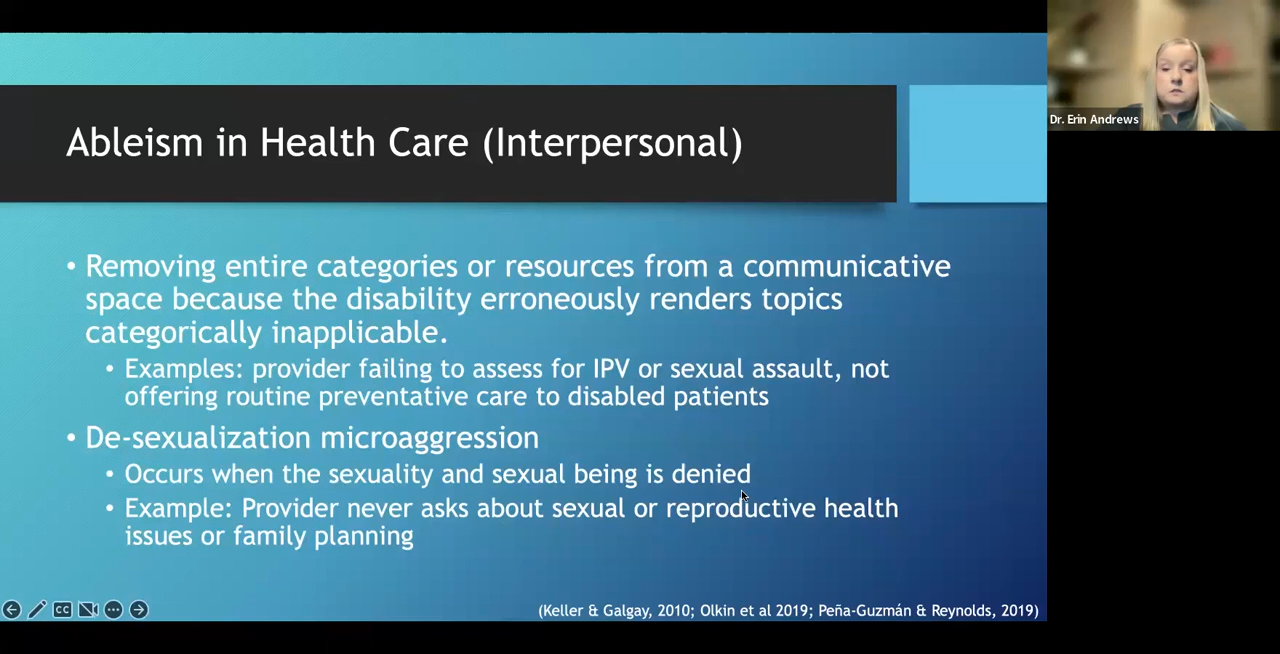 Ableism in Health Care (Interpersonal)
Dr. Erin Andrews
• Removing entire categories or resources from a communicative
space because the disability erroneously renders topics
categorically inapplicable.
• Examples: provider failing to assess for IPV or sexual assault, not
offering routine preventative care to disabled patients
• De-sexualization microaggression
• Occurs when the sexuality and sexual being is denied
• Example: Provider never asks about sexual or reproductive health
issues or family planning
CC
(Keller & Galgay, 2010; Olkin et al 2019; Peña-Guzmán & Reynolds, 2019)